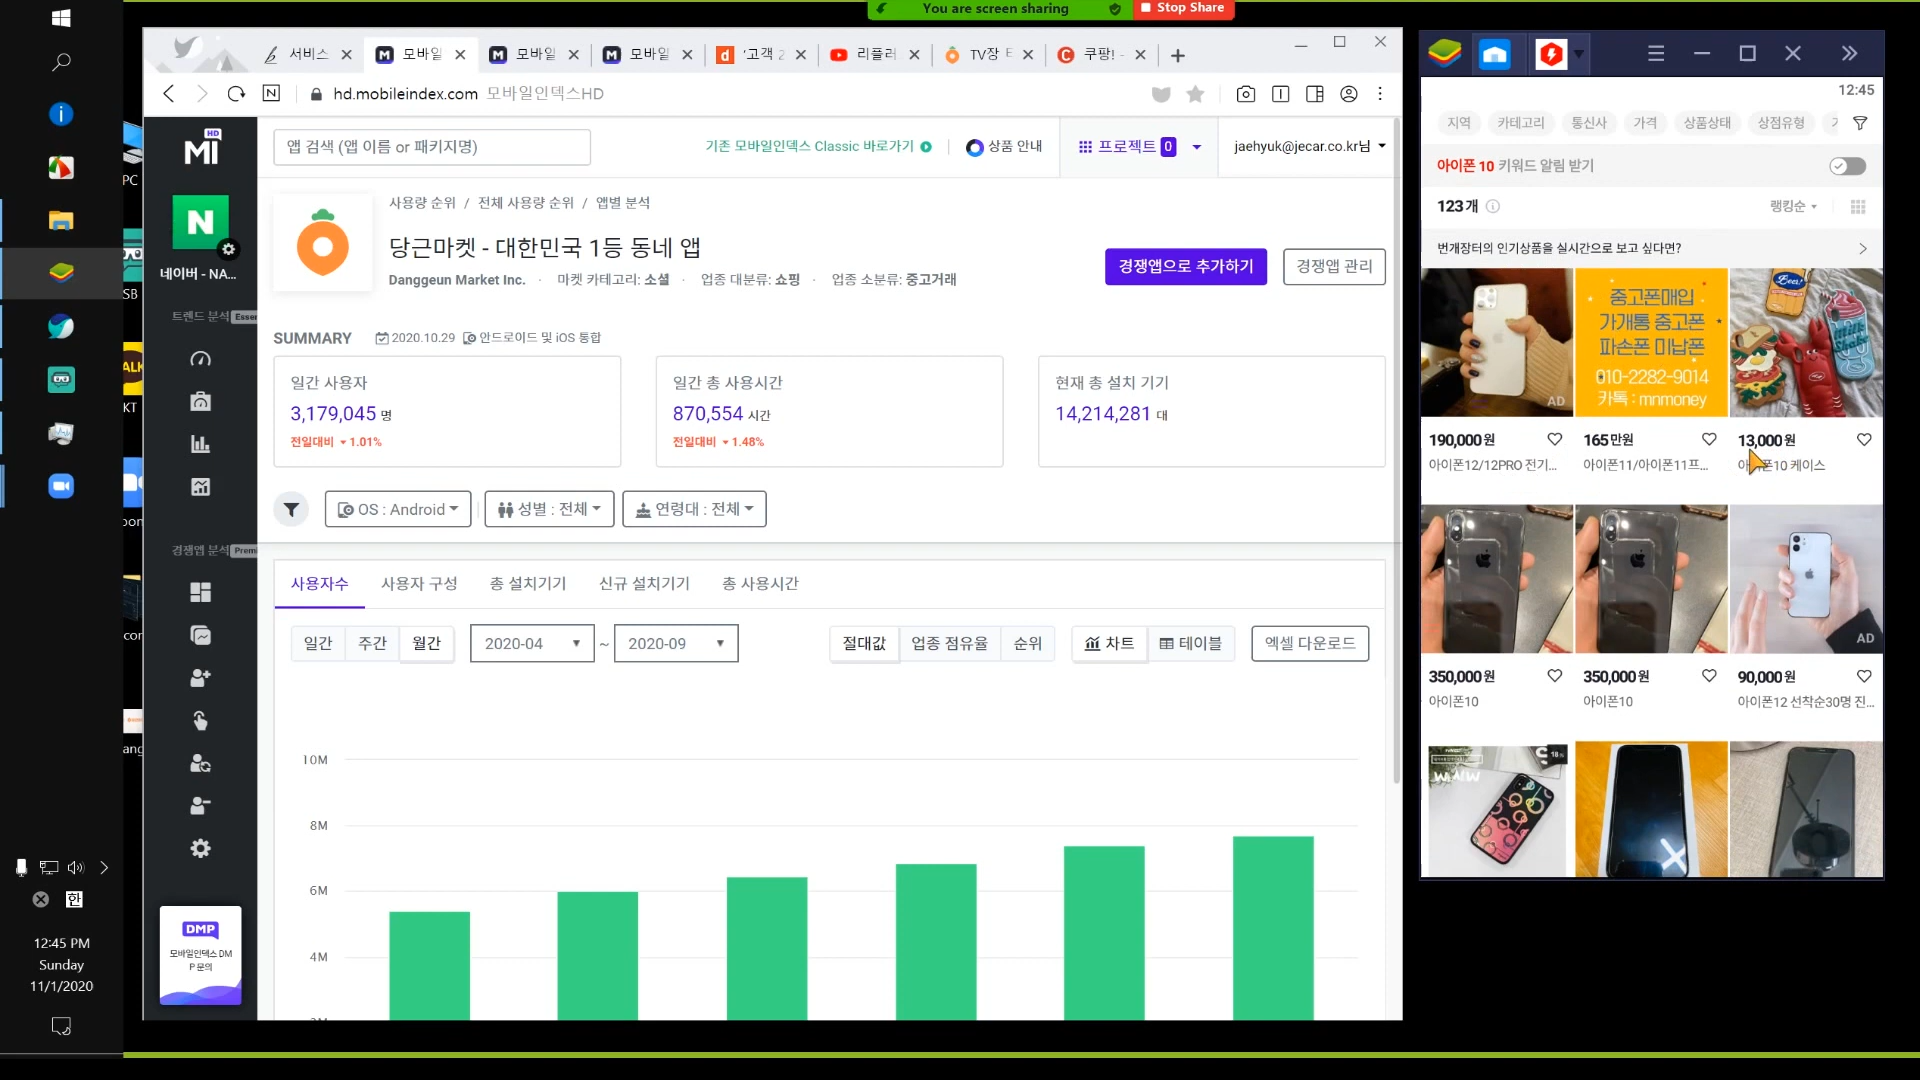 You are screen sharing
Stop Share
서비스
모바일
모바일
모바일
'고객 2
리플러
TV장 ㅌ
쿠팡! -
hd.mobileindex.com 모바일인덱스HD
앱 검색 (앱 이름 or 패키지명)
기존 모바일인덱스 Classic 바로가기
상품 안내
프로젝트 0
jaehyuk@jecar.co.kr님
HD
MI
N
네이버 - NA...
트렌드 분석
경쟁앱 분석
DMP
모바일인덱스 DM
P 문의
사용량 순위 / 전체 사용량 순위 / 앱별 분석
당근마켓 - 대한민국 1등 동네 앱
Danggeun Market Inc. · 마켓 카테고리: 소셜 · 업종 대분류: 쇼핑 · 업종 소분류: 중고거래
경쟁앱으로 추가하기
경쟁앱 관리
SUMMARY 2020.10.29 안드로이드 및 iOS 통합
일간 사용자
3,179,045 명
전일대비 ▾ 1.01%
일간 총 사용시간
870,554 시간
전일대비 ▾ 1.48%
현재 총 설치 기기
14,214,281 대
OS : Android
성별 : 전체
연령대 : 전체
사용자수
사용자 구성
총 설치기기
신규 설치기기
총 사용시간
일간
주간
월간
2020-04 ~ 2020-09
절대값
업종 점유율
순위
차트
테이블
엑셀 다운로드
10M
8M
6M
4M
12:45
지역
카테고리
통신사
가격
상품상태
상점유형
아이폰 10 키워드 알림 받기
123개
랭킹순
번개장터의 인기상품을 실시간으로 보고 싶다면?
AD
중고폰매입
가개통 중고폰
파손폰 미납폰
010-2282-9014
카톡 : mnmoney
190,000원
아이폰12/12PRO 전기...
165만원
아이폰11/아이폰11프...
13,000원
아이폰10 케이스
AD
350,000원
아이폰10
350,000원
아이폰10
90,000원
아이폰12 선착순30명 진...
PC
SB
KT
12:45 PM
Sunday
11/1/2020
한